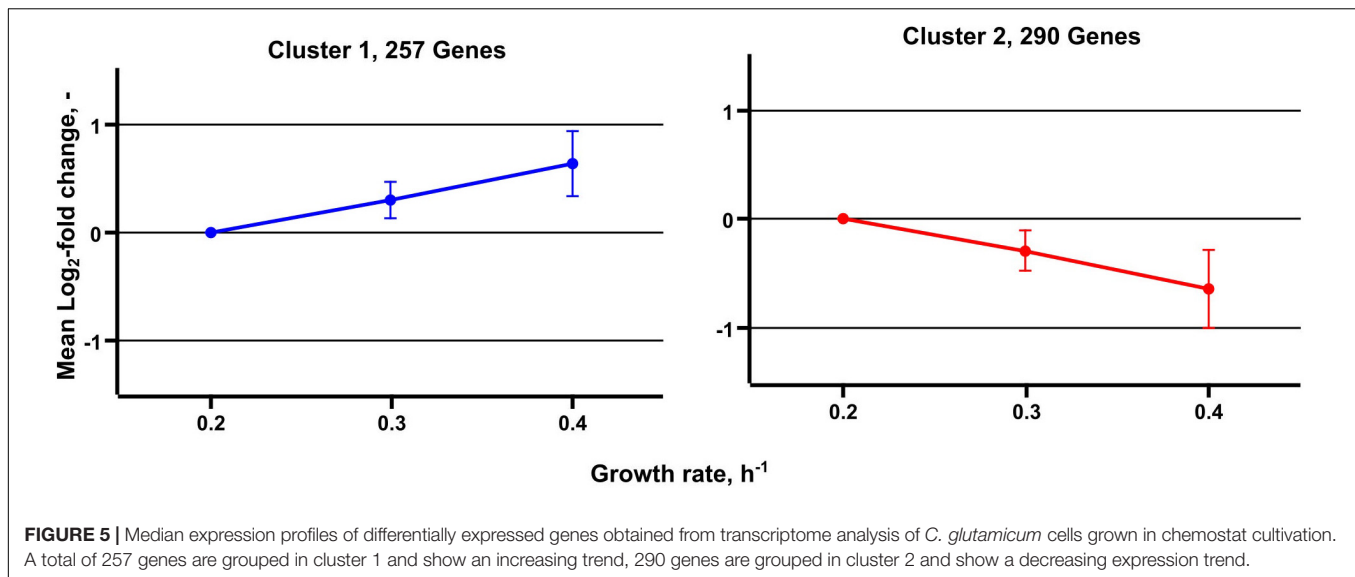 Cluster 1, 257 Genes
Mean Log₂-fold change, -
1
0
-1
0.2
0.3
0.4
Cluster 2, 290 Genes
1
0
-1
0.2
0.3
0.4
Growth rate, h⁻¹
FIGURE 5 | Median expression profiles of differentially expressed genes obtained from transcriptome analysis of C. glutamicum cells grown in chemostat cultivation.
A total of 257 genes are grouped in cluster 1 and show an increasing trend, 290 genes are grouped in cluster 2 and show a decreasing expression trend.